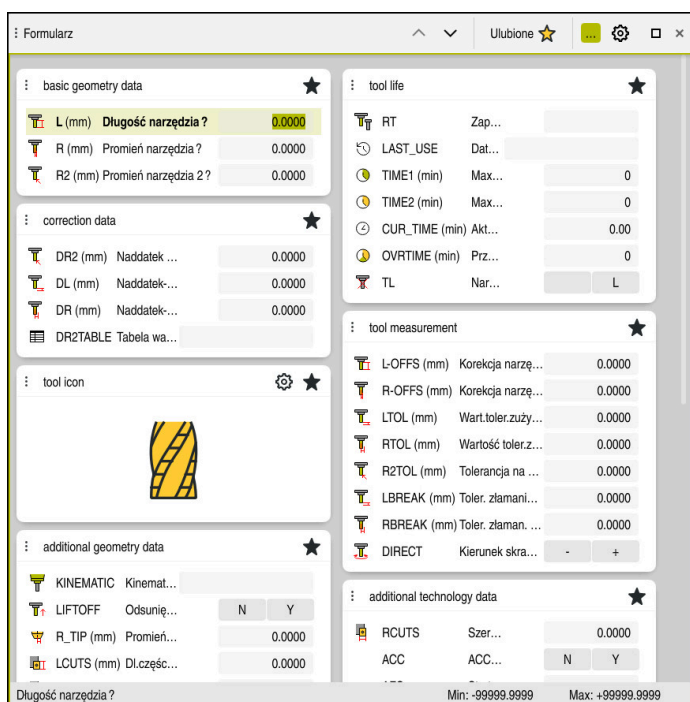 Formularz
Ulubione
...
basic geometry data
L (mm) Długość narzędzia? 0.0000
R (mm) Promień narzędzia? 0.0000
R2 (mm) Promień narzędzia 2? 0.0000
correction data
DR2 (mm) Naddatek ... 0.0000
DL (mm) Naddatek-... 0.0000
DR (mm) Naddatek-... 0.0000
DR2TABLE Tabela wa...
tool icon
additional geometry data
KINEMATIC Kinemat...
LIFTOFF Odsunię... N Y
R_TIP (mm) Promień... 0.0000
LCUTS (mm) Dl.częśc... 0.0000
tool life
RT Zap...
LAST_USE Dat...
TIME1 (min) Max... 0
TIME2 (min) Max... 0
CUR_TIME (min) Akt... 0.00
OVRTIME (min) Prz... 0
TL Nar... L
tool measurement
L-OFFS (mm) Korekcja narzę... 0.0000
R-OFFS (mm) Korekcja narzę... 0.0000
LTOL (mm) Wart.toler.zuży... 0.0000
RTOL (mm) Wartość toler.z... 0.0000
R2TOL (mm) Tolerancja na ... 0.0000
LBREAK (mm) Toler. złamani... 0.0000
RBREAK (mm) Toler. złaman. ... 0.0000
DIRECT Kierunek skra... - +
additional technology data
RCUTS Szer... 0.0000
ACC ACC... N Y
Długość narzędzia? Min: -99999.9999 Max: +99999.9999